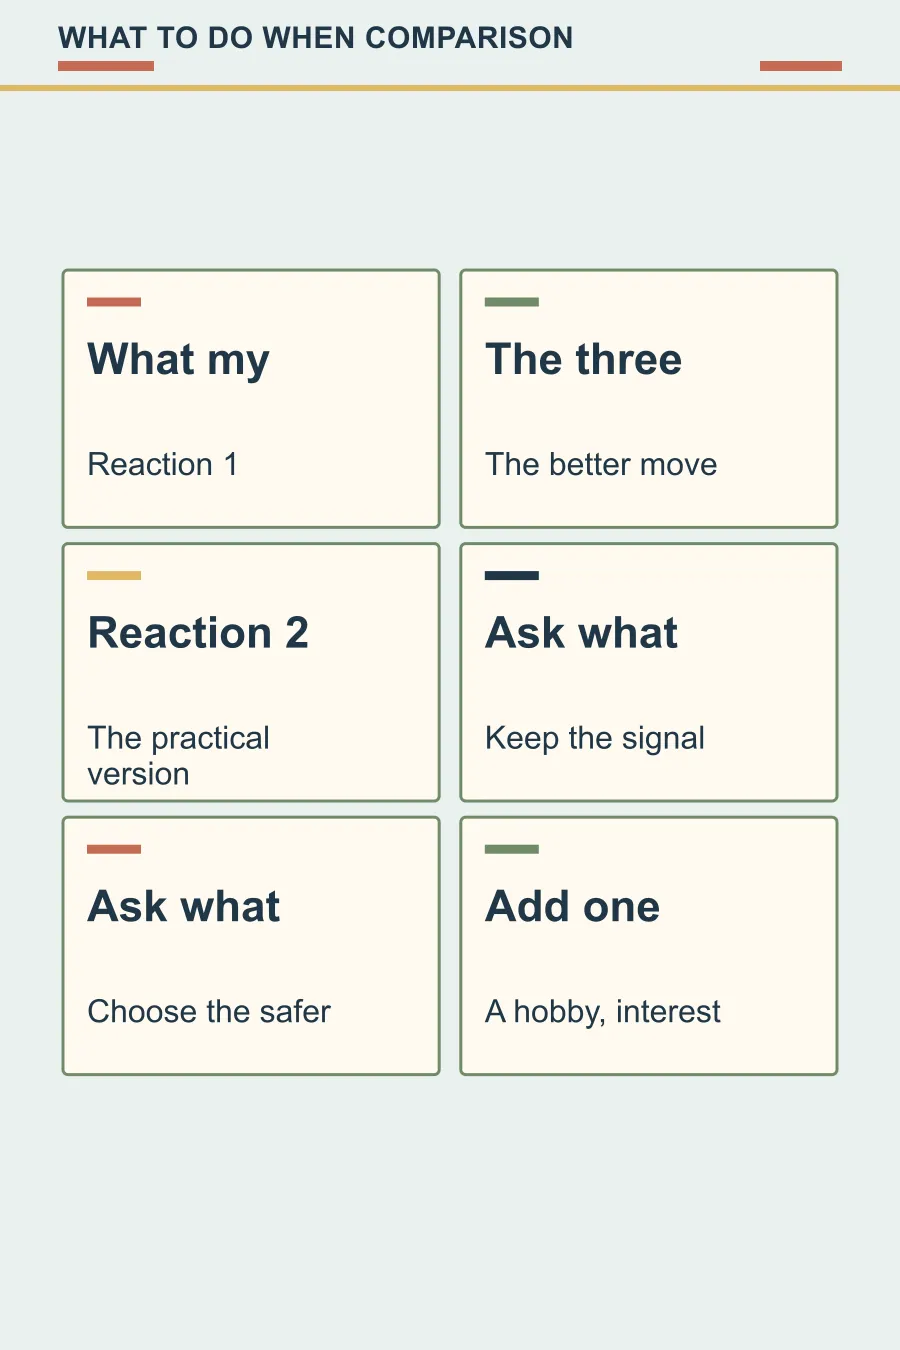 WHAT TO DO WHEN COMPARISON
What my
Reaction 1
The three
The better move
Reaction 2
The practical
version
Ask what
Keep the signal
Ask what
Choose the safer
Add one
A hobby, interest